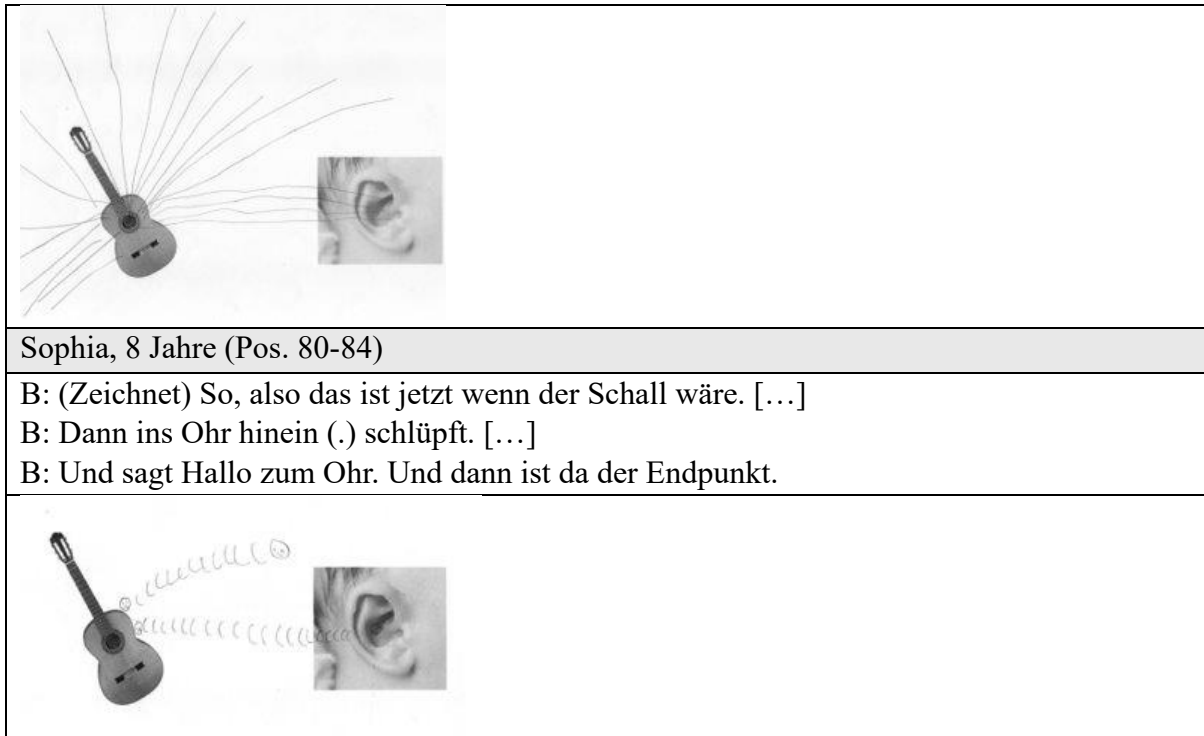 Sophia, 8 Jahre (Pos. 80-84)
B: (Zeichnet) So, also das ist jetzt wenn der Schall wäre. […]
B: Dann ins Ohr hinein (.) schlüpft. […]
B: Und sagt Hallo zum Ohr. Und dann ist da der Endpunkt.